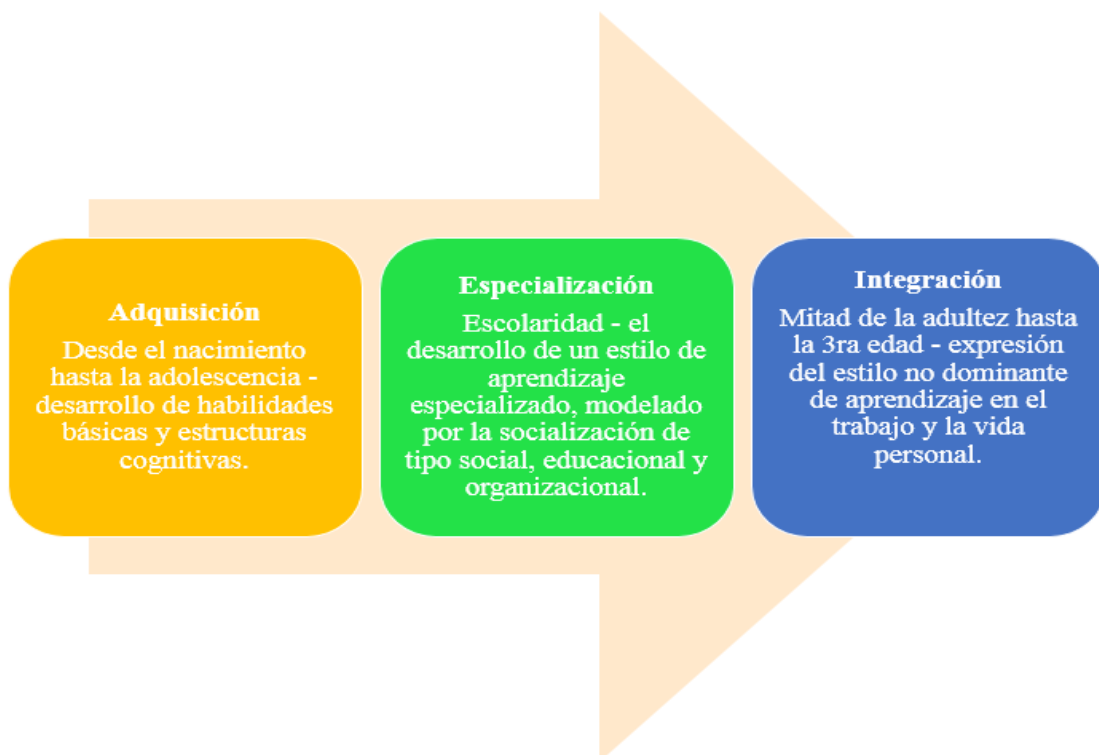 Adquisición
Desde el nacimiento
hasta la adolescencia -
desarrollo de habilidades
básicas y estructuras
cognitivas.
Especialización
Escolaridad - el
desarrollo de un estilo de
aprendizaje
especializado, modelado
por la socialización de
tipo social, educacional y
organizacional.
Integración
Mitad de la adultez hasta
la 3ra edad - expresión
del estilo no dominante
de aprendizaje en el
trabajo y la vida
personal.